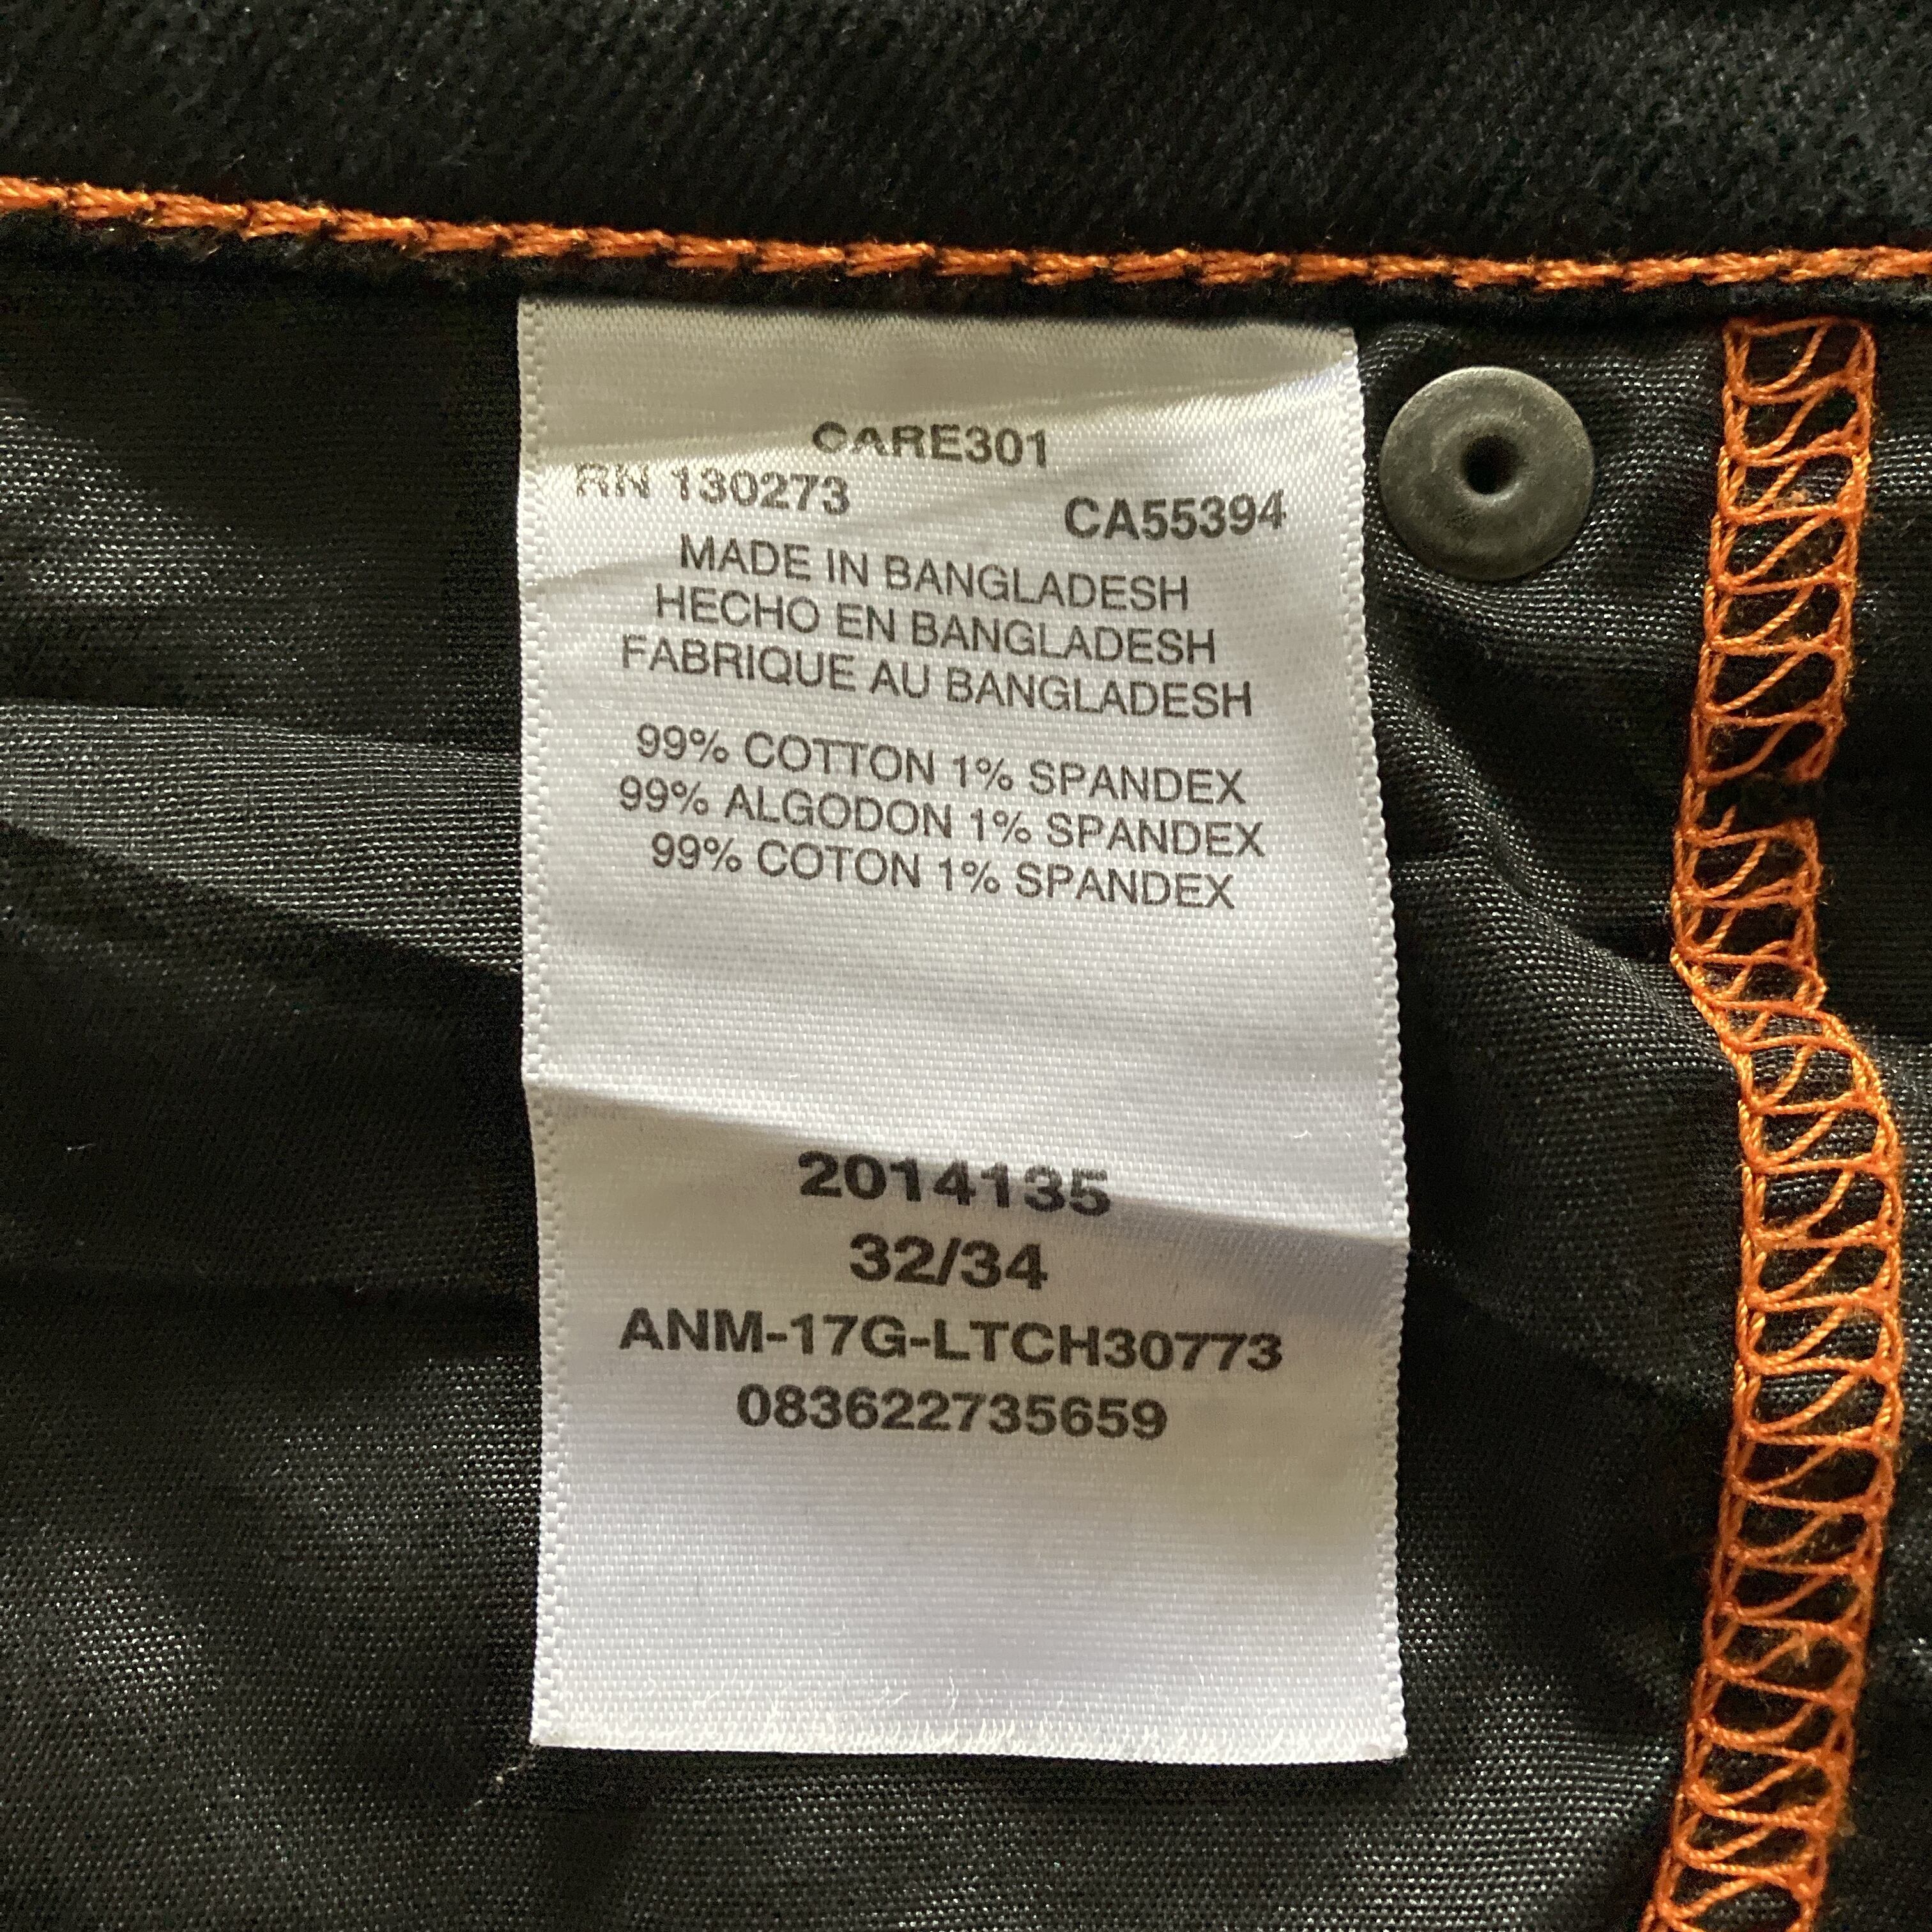 CARE301
RN 130273 CA55394
MADE IN BANGLADESH
HECHO EN BANGLADESH
FABRIQUE AU BANGLADESH
99% COTTON 1% SPANDEX
99% ALGODON 1% SPANDEX
99% COTON 1% SPANDEX
2014135
32/34
ANM-17G-LTCH30773
083622735659